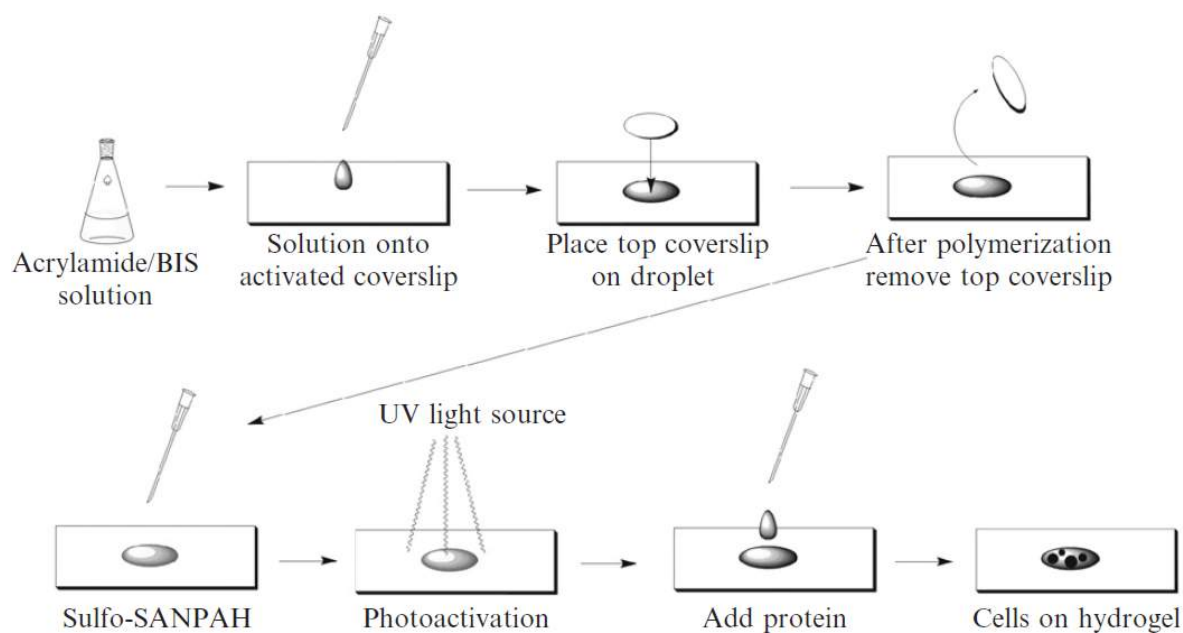 Acrylamide/BIS
solution
Solution onto
activated coverslip
Place top coverslip
on droplet
After polymerization
remove top coverslip
UV light source
Sulfo-SANPAH
Photoactivation
Add protein
Cells on hydrogel